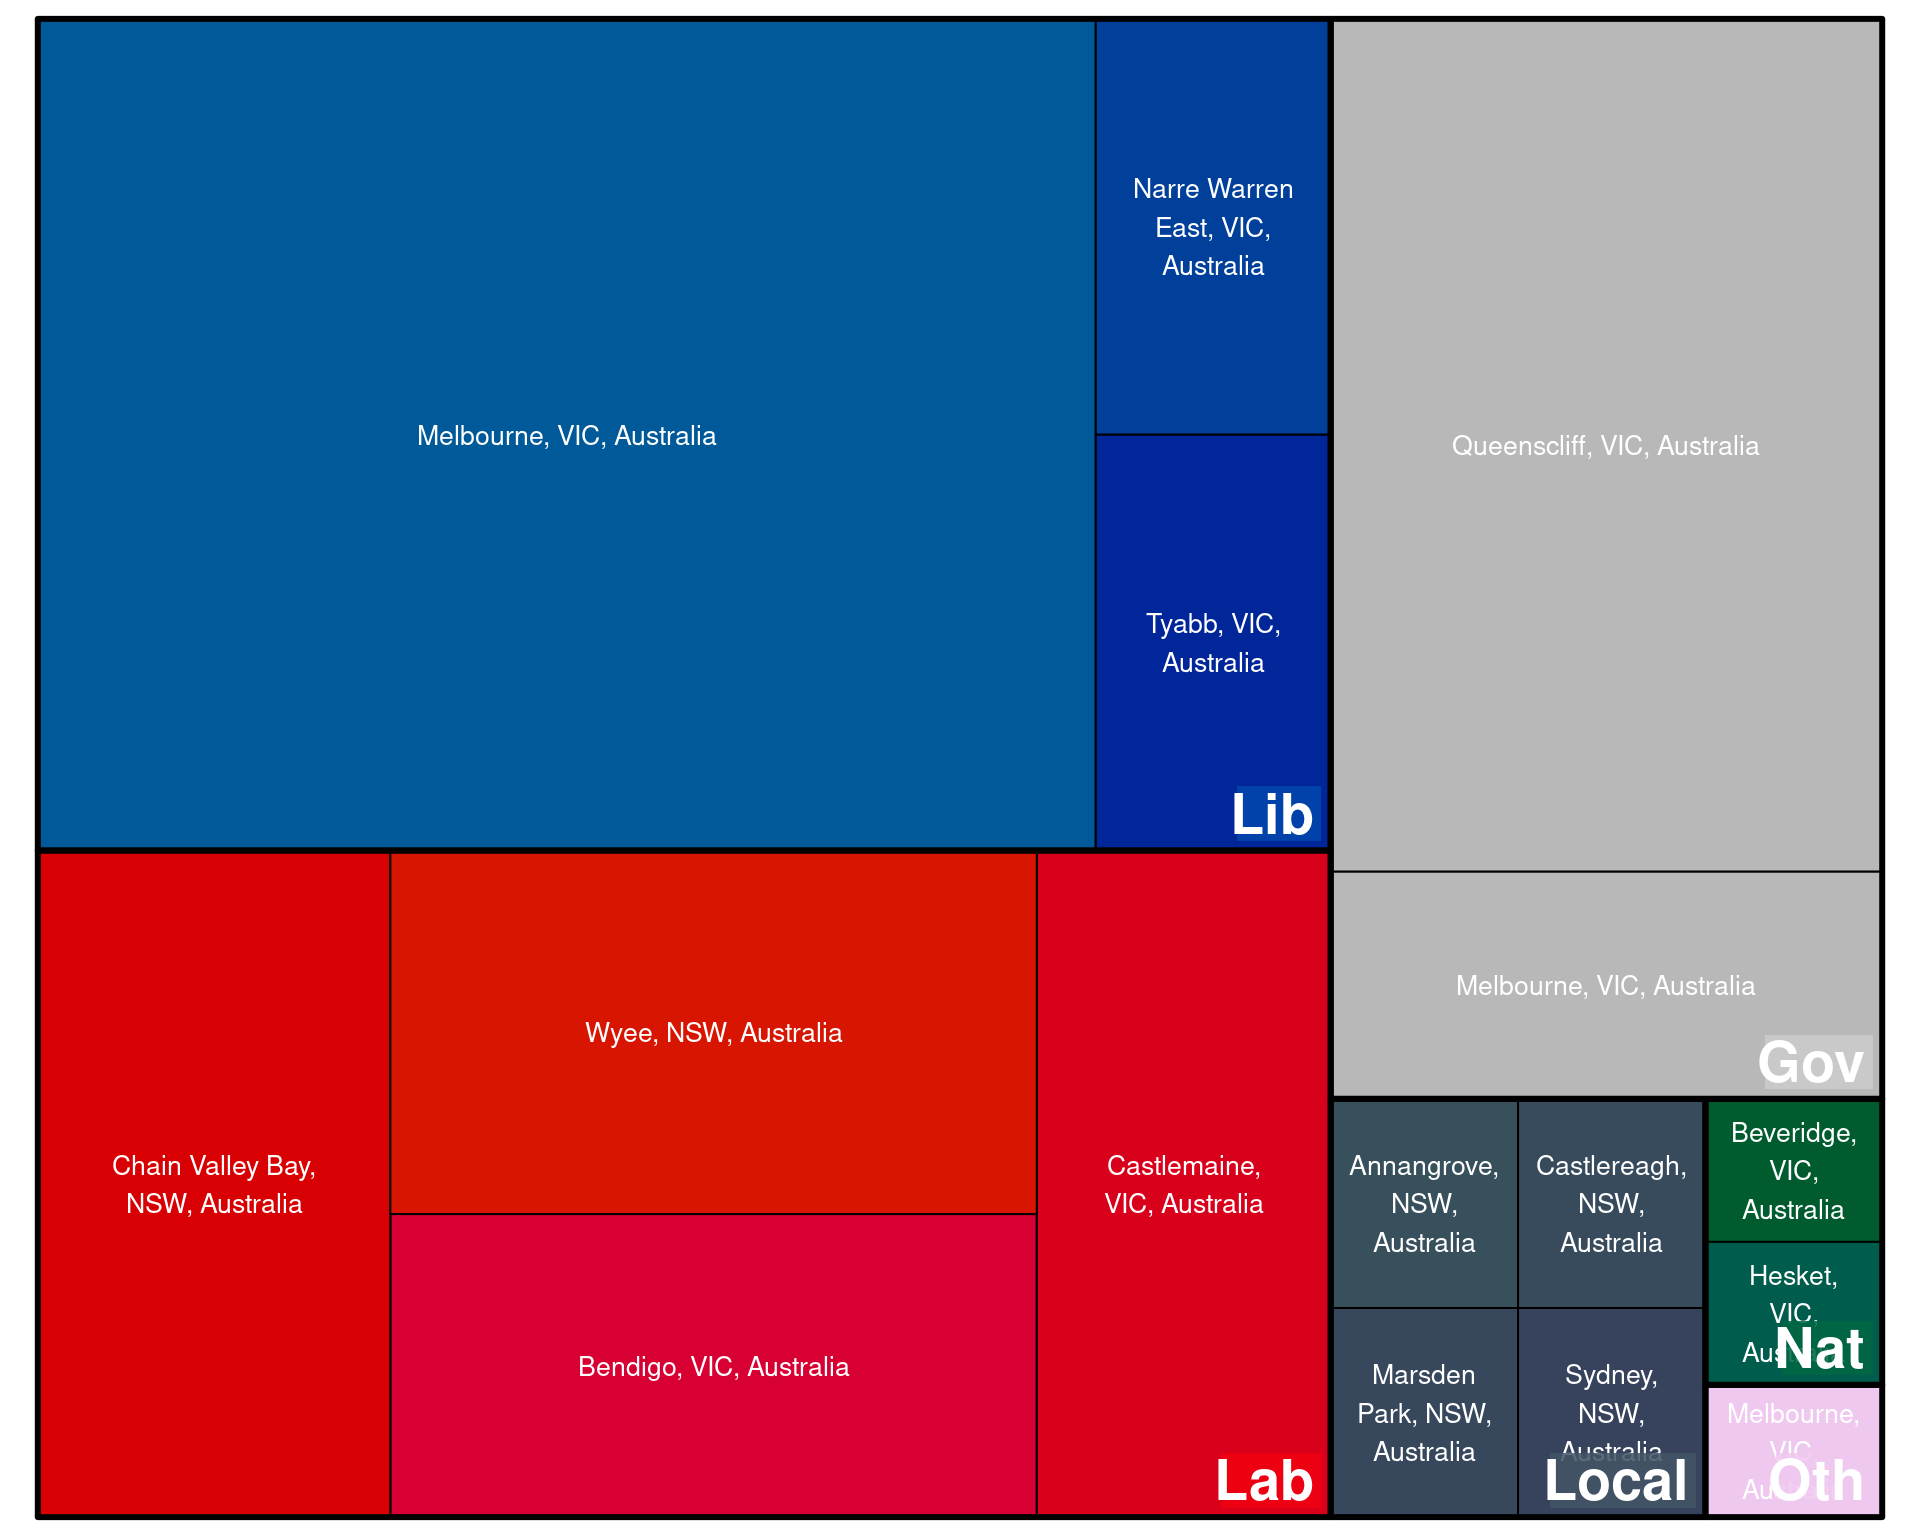 Melbourne, VIC, Australia
Narre Warren
East, VIC,
Australia
Tyabb, VIC,
Australia
Lib
Queenscliff, VIC, Australia
Melbourne, VIC, Australia
Gov
Chain Valley Bay,
NSW, Australia
Wyee, NSW, Australia
Bendigo, VIC, Australia
Castlemaine,
VIC, Australia
Lab
Annangrove,
NSW,
Australia
Castlereagh,
NSW,
Australia
Marsden
Park, NSW,
Australia
Sydney,
NSW,
Australia
Local
Beveridge,
VIC,
Australia
Hesket,
VIC,
Nat
Melbourne,
VIC,
Oth